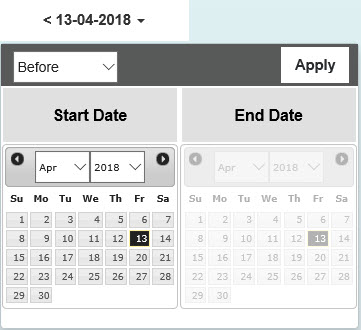 < 13-04-2018
Before Apply
Start Date End Date
Apr 2018 Apr 2018
Su Mo Tu We Th Fr Sa Su Mo Tu We Th Fr Sa
1 2 3 4 5 6 7 1 2 3 4 5 6 7
8 9 10 11 12 13 14 8 9 10 11 12 13 14
15 16 17 18 19 20 21 15 16 17 18 19 20 21
22 23 24 25 26 27 28 22 23 24 25 26 27 28
29 30 29 30